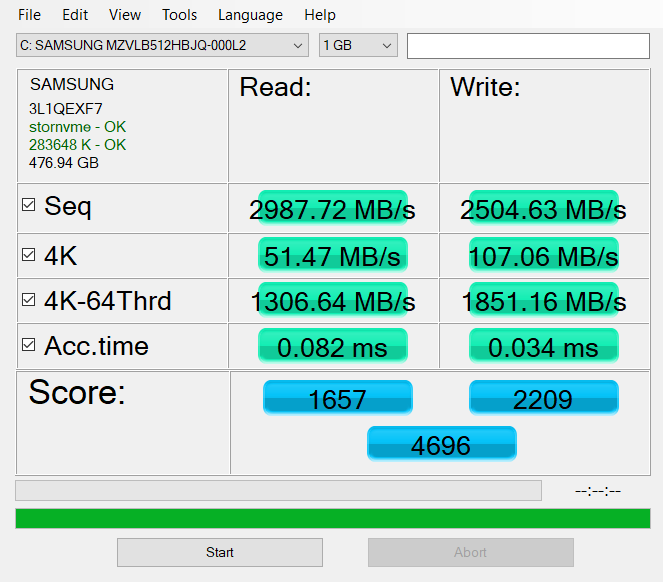 File Edit View Tools Language Help
C: SAMSUNG MZVLB512HBJQ-000L2 1 GB
SAMSUNG
3L1QEXF7
stornvme - OK
283648 K - OK
476.94 GB
Read: Write:
Seq 2987.72 MB/s 2504.63 MB/s
4K 51.47 MB/s 107.06 MB/s
4K-64Thrd 1306.64 MB/s 1851.16 MB/s
Acc.time 0.082 ms 0.034 ms
Score: 1657 2209
4696
--:--:--
Start Abort